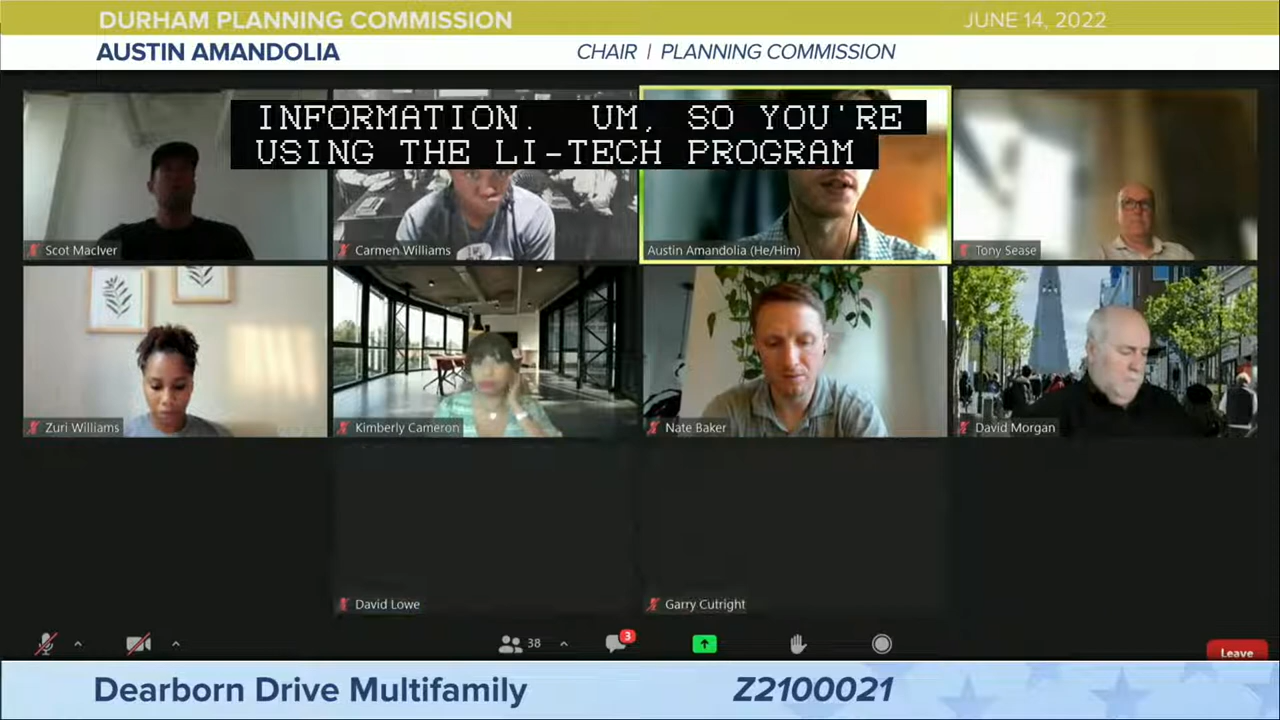 DURHAM PLANNING COMMISSION JUNE 14, 2022
AUSTIN AMANDOLIA CHAIR | PLANNING COMMISSION
INFORMATION. UM, SO YOU'RE
USING THE LI-TECH PROGRAM
Scot MacIver Carmen Williams Austin Amandolia (He/Him) Tony Sease
Zuri Williams Kimberly Cameron Nate Baker David Morgan
David Lowe Garry Cutright
38 3 Leave
Dearborn Drive Multifamily Z2100021